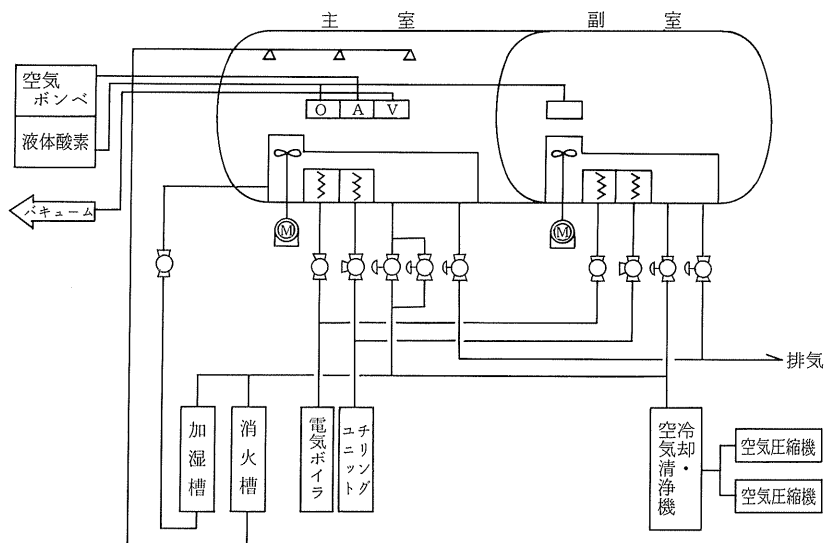 主室
副室
空気
ボンベ
液体酸素
O A V
バキューム
M
M
排気
加湿槽
消火槽
電気ボイラ
チリング
ユニット
冷却・
空気清浄機
空気圧縮機
空気圧縮機